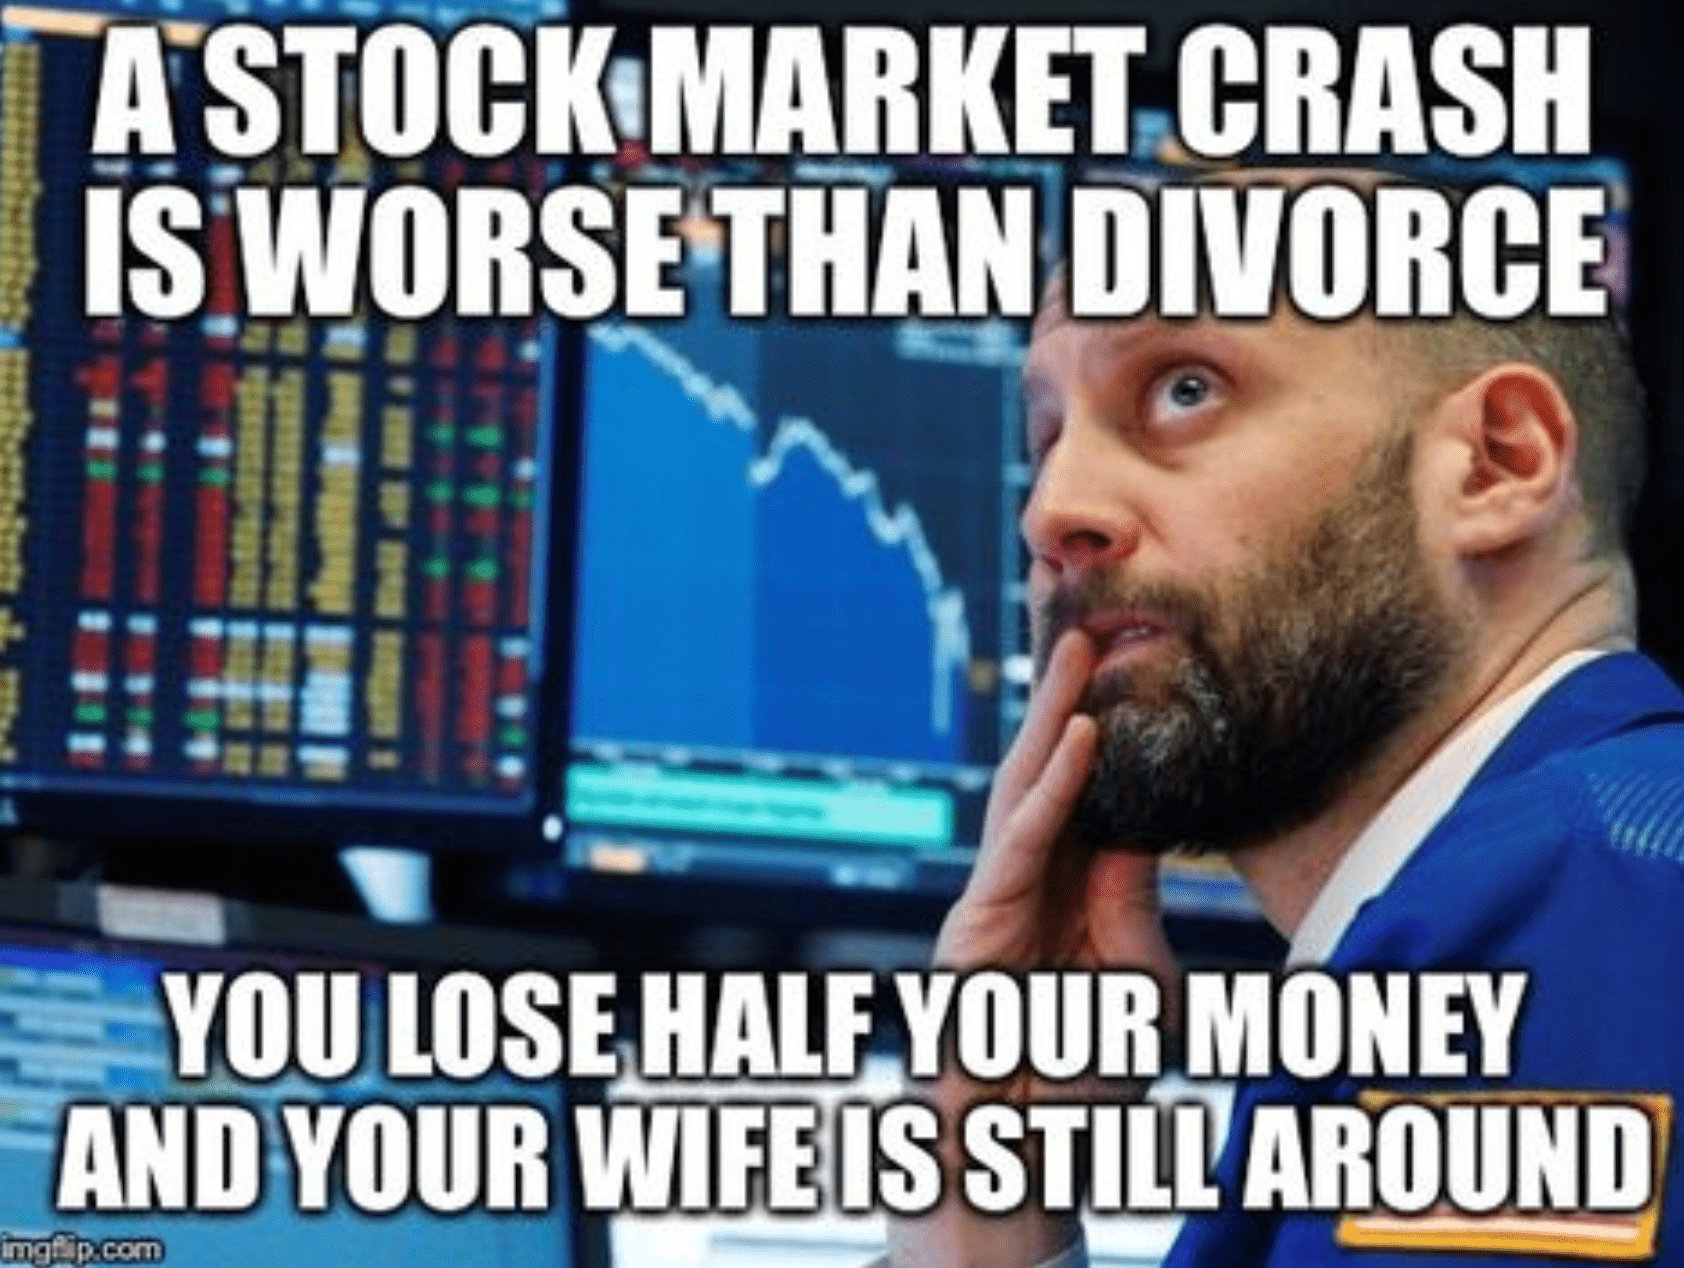 A STOCK MARKET CRASH
IS WORSE THAN DIVORCE
YOU LOSE HALF YOUR MONEY
AND YOUR WIFE IS STILL AROUND
imgflip.com